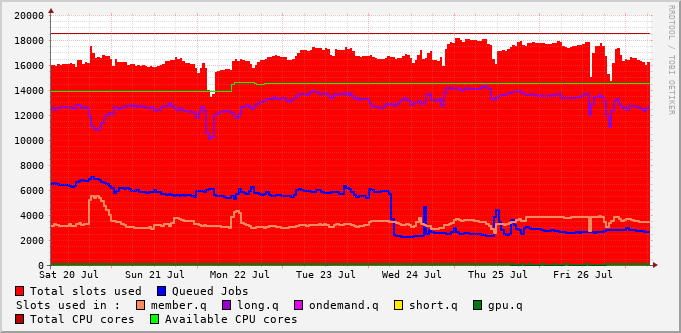 20000
18000
16000
14000
12000
10000
8000
6000
4000
2000
0
Sat 20 Jul Sun 21 Jul Mon 22 Jul Tue 23 Jul Wed 24 Jul Thu 25 Jul Fri 26 Jul
Total slots used Queued Jobs
Slots used in : member.q long.q ondemand.q short.q gpu.q
Total CPU cores Available CPU cores
RRDTOOL / TOBI OETIKER